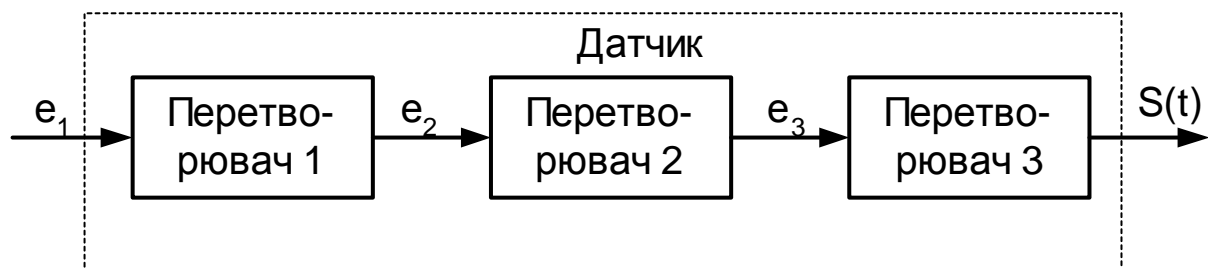 Датчик
e1
Перетво-
рювач 1
e2
Перетво-
рювач 2
e3
Перетво-
рювач 3
S(t)